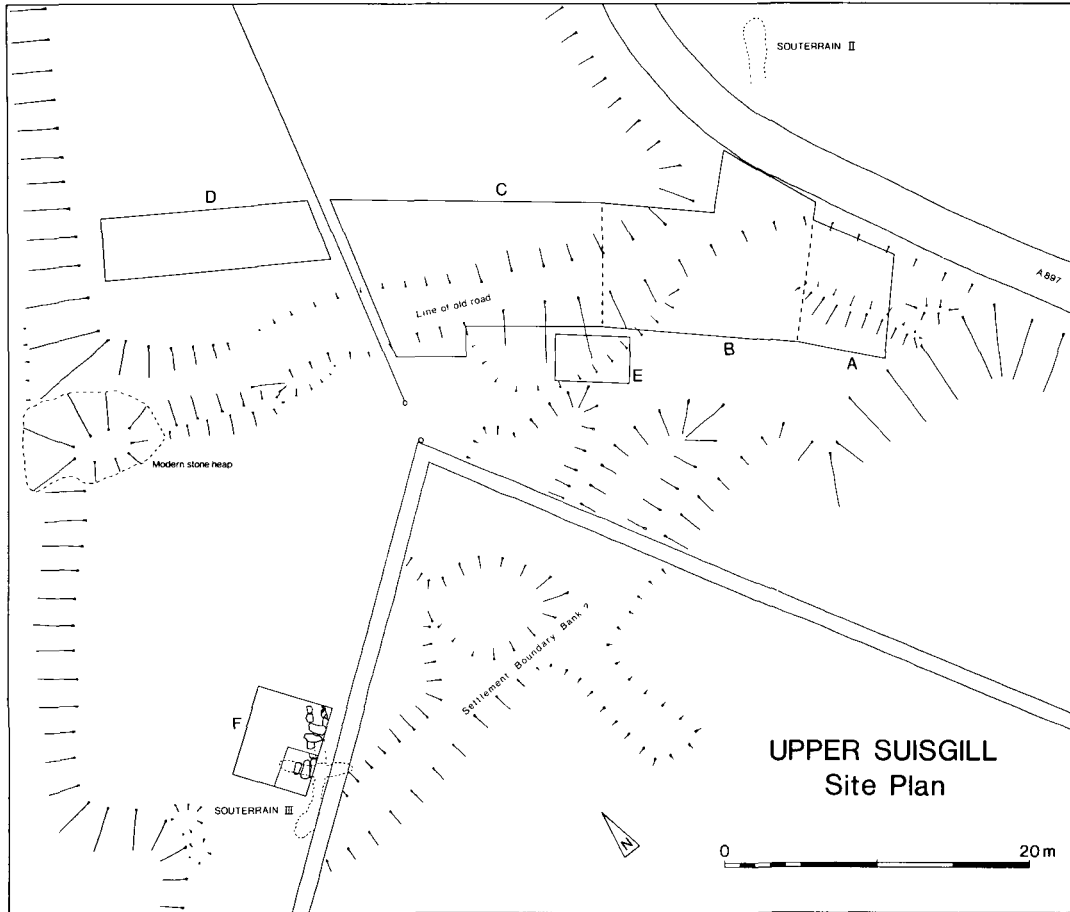 SOUTERRAIN II
D
C
A 897
Line of old road
B
A
E
Modern stone heap
Settlement Boundary Bank ?
F
SOUTERRAIN III
UPPER SUISGILL
Site Plan
N
0 20 m